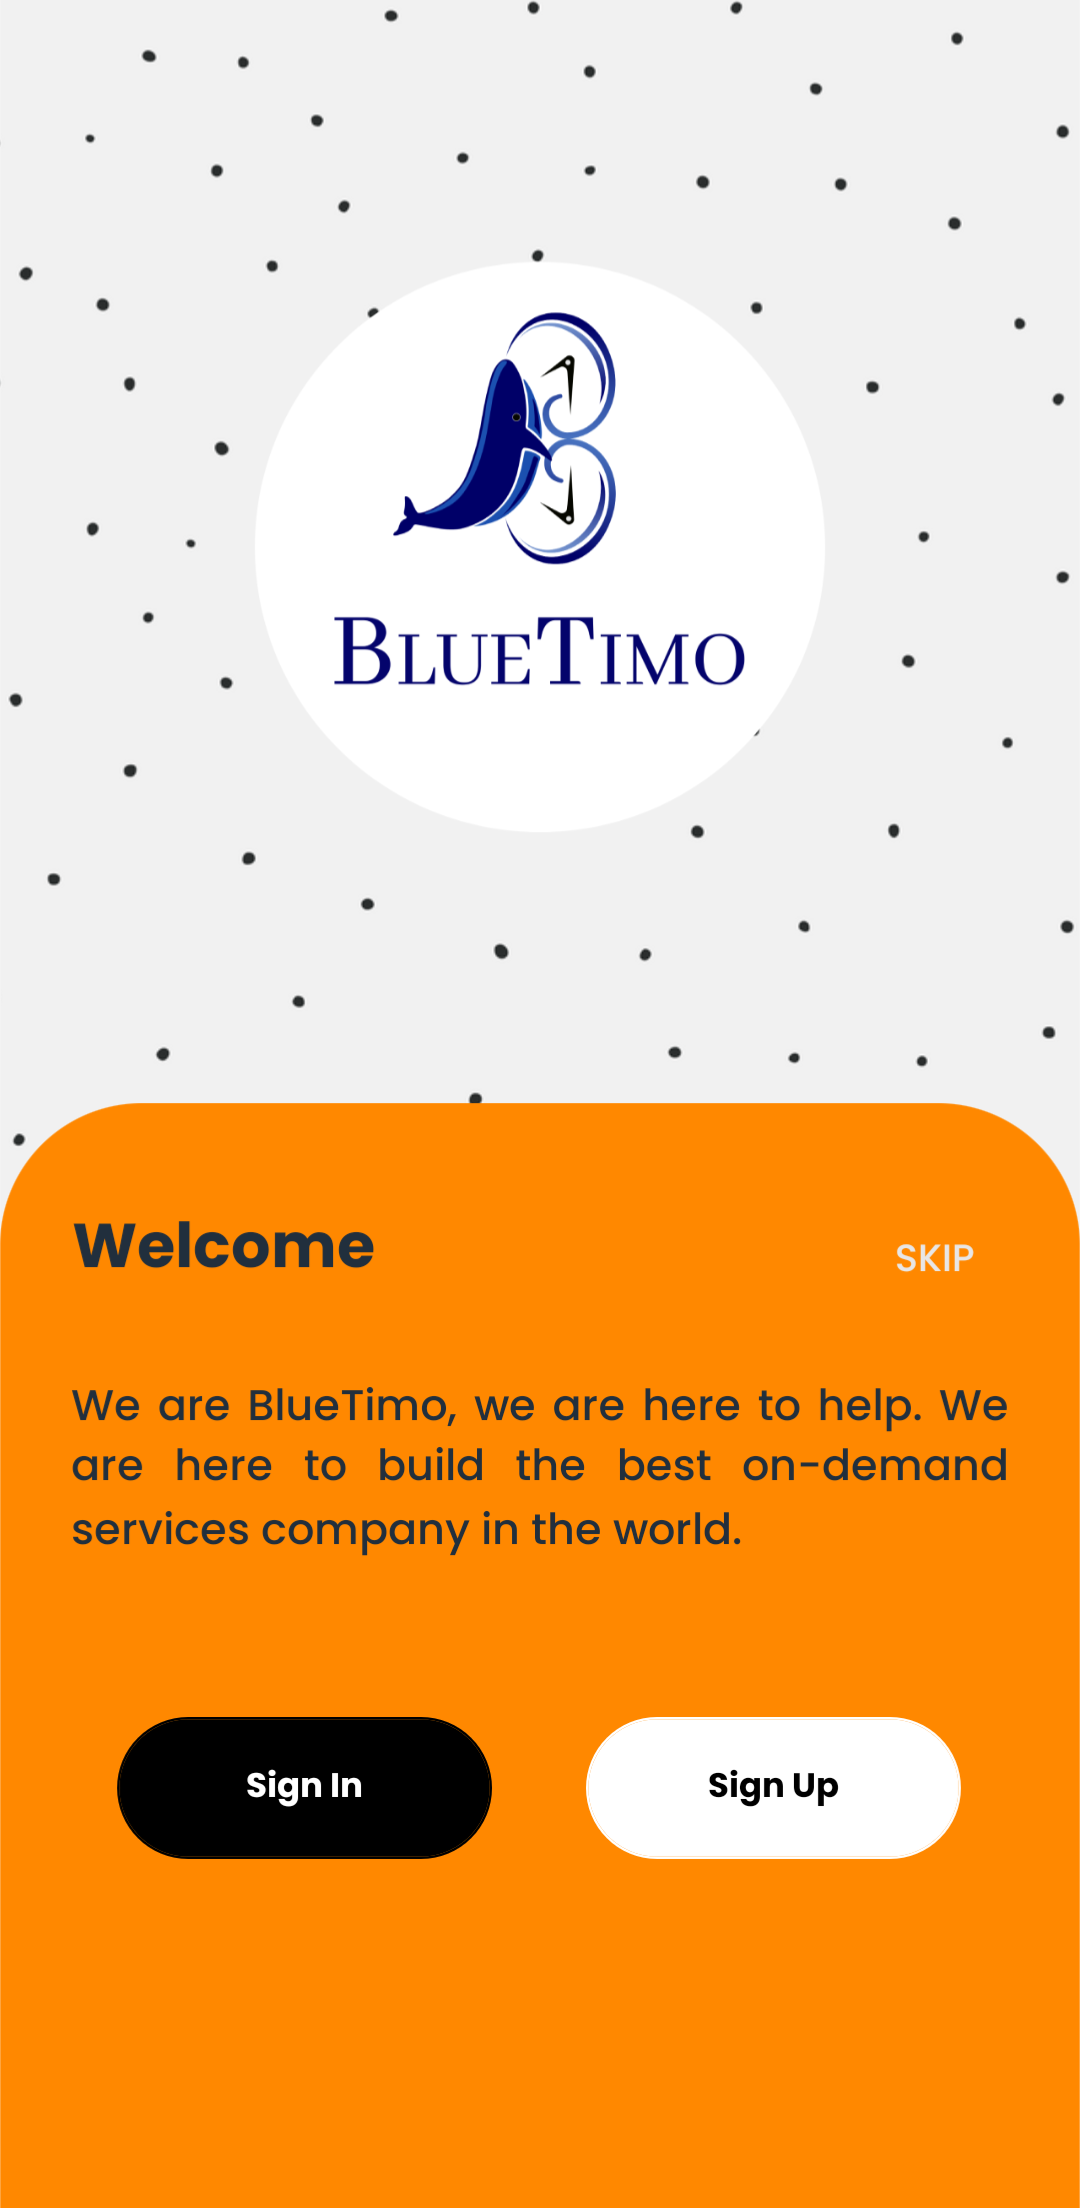 BLUETIMO
Welcome
SKIP
We are BlueTimo, we are here to help. We
are here to build the best on-demand
services company in the world.
Sign In
Sign Up